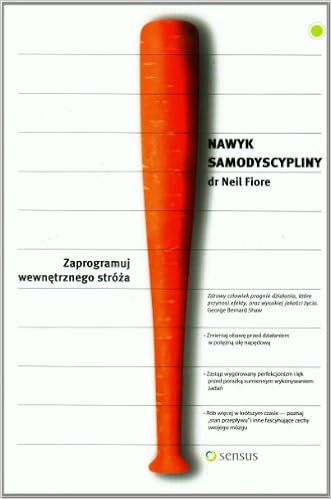 NAWYK
SAMODYSCYPLINY
dr Neil Fiore
Zaprogramuj
wewnętrznego stróża
Zdrowy człowiek pragnie działania, które
przynosi efekty, oraz wysokiej jakości życia.
George Bernard Shaw
• Zmieniaj obawę przed działaniem
w potężną siłę napędową
• Zastąp wygórowany perfekcjonizm i lęk
przed porażką sumiennym wykonywaniem
zadań
• Rób więcej w krótszym czasie — poznaj
„stan przepływu” i inne fascynujące cechy
swojego mózgu
sensus